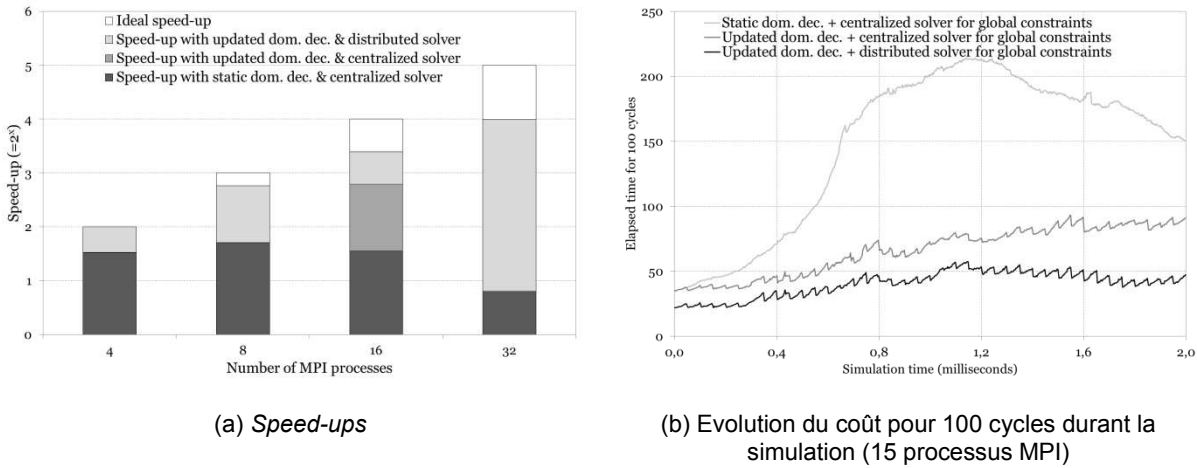 6
5
4
3
2
1
0
Speed-up (=2ˣ)
Ideal speed-up
Speed-up with updated dom. dec. & distributed solver
Speed-up with updated dom. dec. & centralized solver
Speed-up with static dom. dec. & centralized solver
4 8 16 32
Number of MPI processes
(a) Speed-ups
250
200
150
100
50
0
Elapsed time for 100 cycles
Static dom. dec. + centralized solver for global constraints
Updated dom. dec. + centralized solver for global constraints
Updated dom. dec. + distributed solver for global constraints
0,0 0,4 0,8 1,2 1,6 2,0
Simulation time (milliseconds)
(b) Evolution du coût pour 100 cycles durant la
simulation (15 processus MPI)